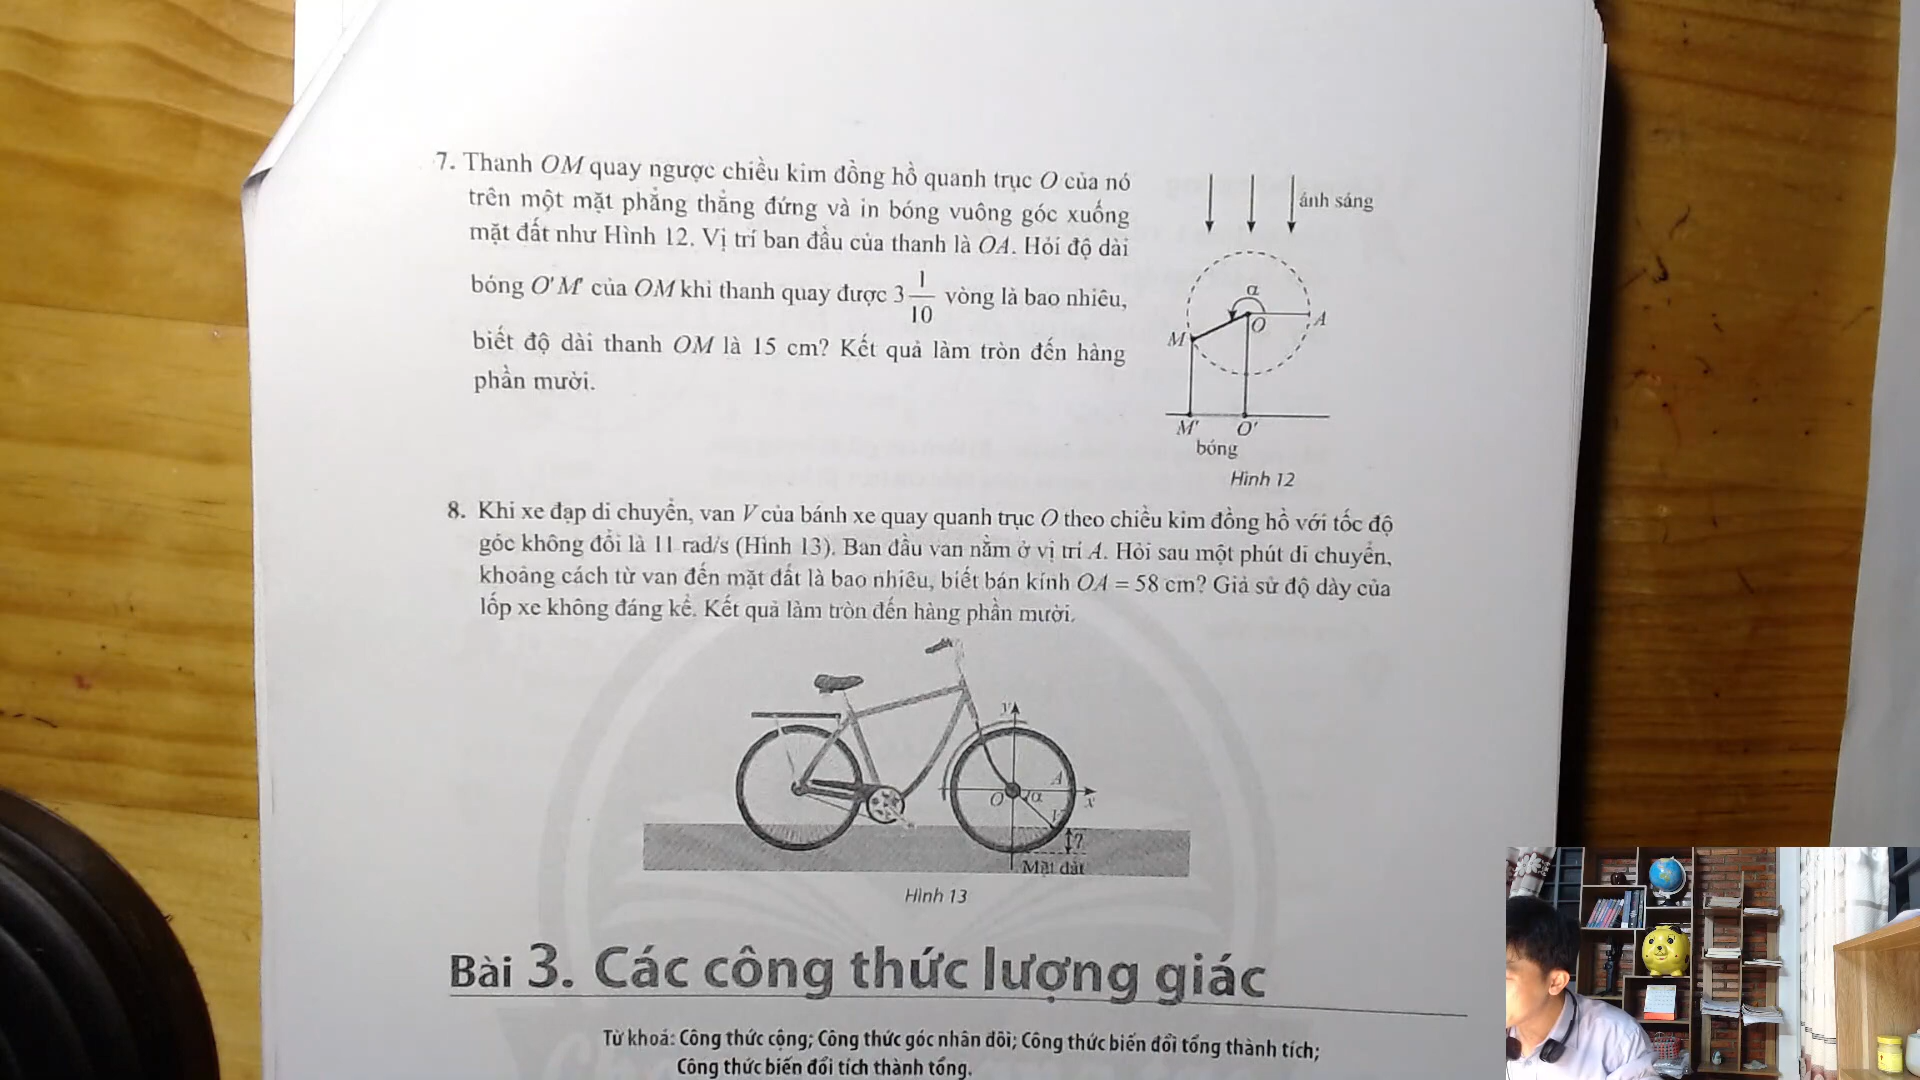 7. Thanh OM quay ngược chiều kim đồng hồ quanh trục O của nó
trên một mặt phẳng thẳng đứng và in bóng vuông góc xuống
mặt đất như Hình 12. Vị trí ban đầu của thanh là OA. Hỏi độ dài
bóng O'M' của OM khi thanh quay được 3 1/10 vòng là bao nhiêu,
biết độ dài thanh OM là 15 cm? Kết quả làm tròn đến hàng
phần mười.
ánh sáng
α
M
O
A
M'
O'
bóng
Hình 12
8. Khi xe đạp di chuyển, van V của bánh xe quay quanh trục O theo chiều kim đồng hồ với tốc độ
góc không đổi là 11 rad/s (Hình 13). Ban đầu van nằm ở vị trí A. Hỏi sau một phút di chuyển,
khoảng cách từ van đến mặt đất là bao nhiêu, biết bán kính OA = 58 cm? Giả sử độ dày của
lốp xe không đáng kể. Kết quả làm tròn đến hàng phần mười.
y
A
O
α
x
V
?
Mặt đất
Hình 13
Bài 3. Các công thức lượng giác
Từ khoá: Công thức cộng; Công thức góc nhân đôi; Công thức biến đổi tổng thành tích;
Công thức biến đổi tích thành tổng.